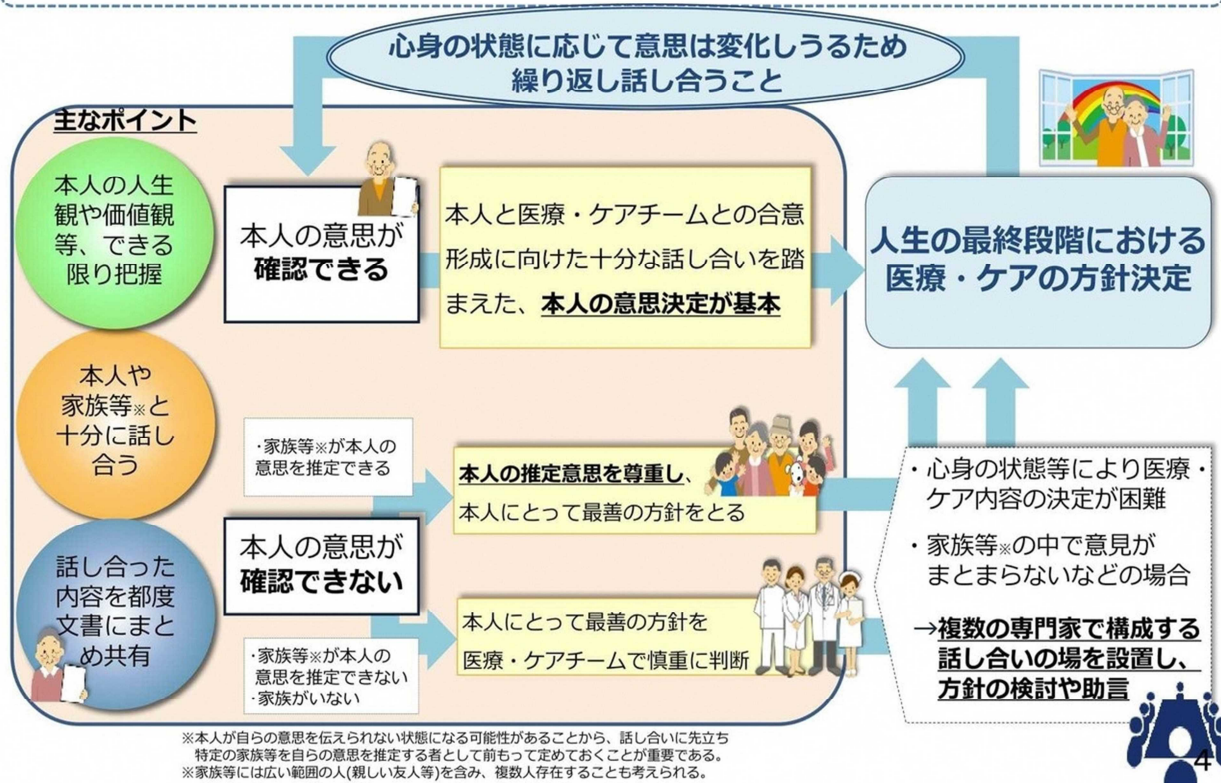 心身の状態に応じて意思は変化しうるため
繰り返し話し合うこと
主なポイント
本人の人生
観や価値観
等、できる
限り把握
本人や
家族等※と
十分に話し
合う
話し合った
内容を都度
文書にまと
め共有
本人の意思が
確認できる
本人と医療・ケアチームとの合意
形成に向けた十分な話し合いを踏
まえた、本人の意思決定が基本
人生の最終段階における
医療・ケアの方針決定
・家族等※が本人の
意思を推定できる
本人の推定意思を尊重し、
本人にとって最善の方針をとる
本人の意思が
確認できない
本人にとって最善の方針を
医療・ケアチームで慎重に判断
・家族等※が本人の
意思を推定できない
・家族がいない
・心身の状態等により医療・
ケア内容の決定が困難
・家族等※の中で意見が
まとまらないなどの場合
→複数の専門家で構成する
話し合いの場を設置し、
方針の検討や助言
※本人が自らの意思を伝えられない状態になる可能性があることから、話し合いに先立ち
特定の家族等を自らの意思を推定する者として前もって定めておくことが重要である。
※家族等には広い範囲の人(親しい友人等)を含み、複数人存在することも考えられる。
4